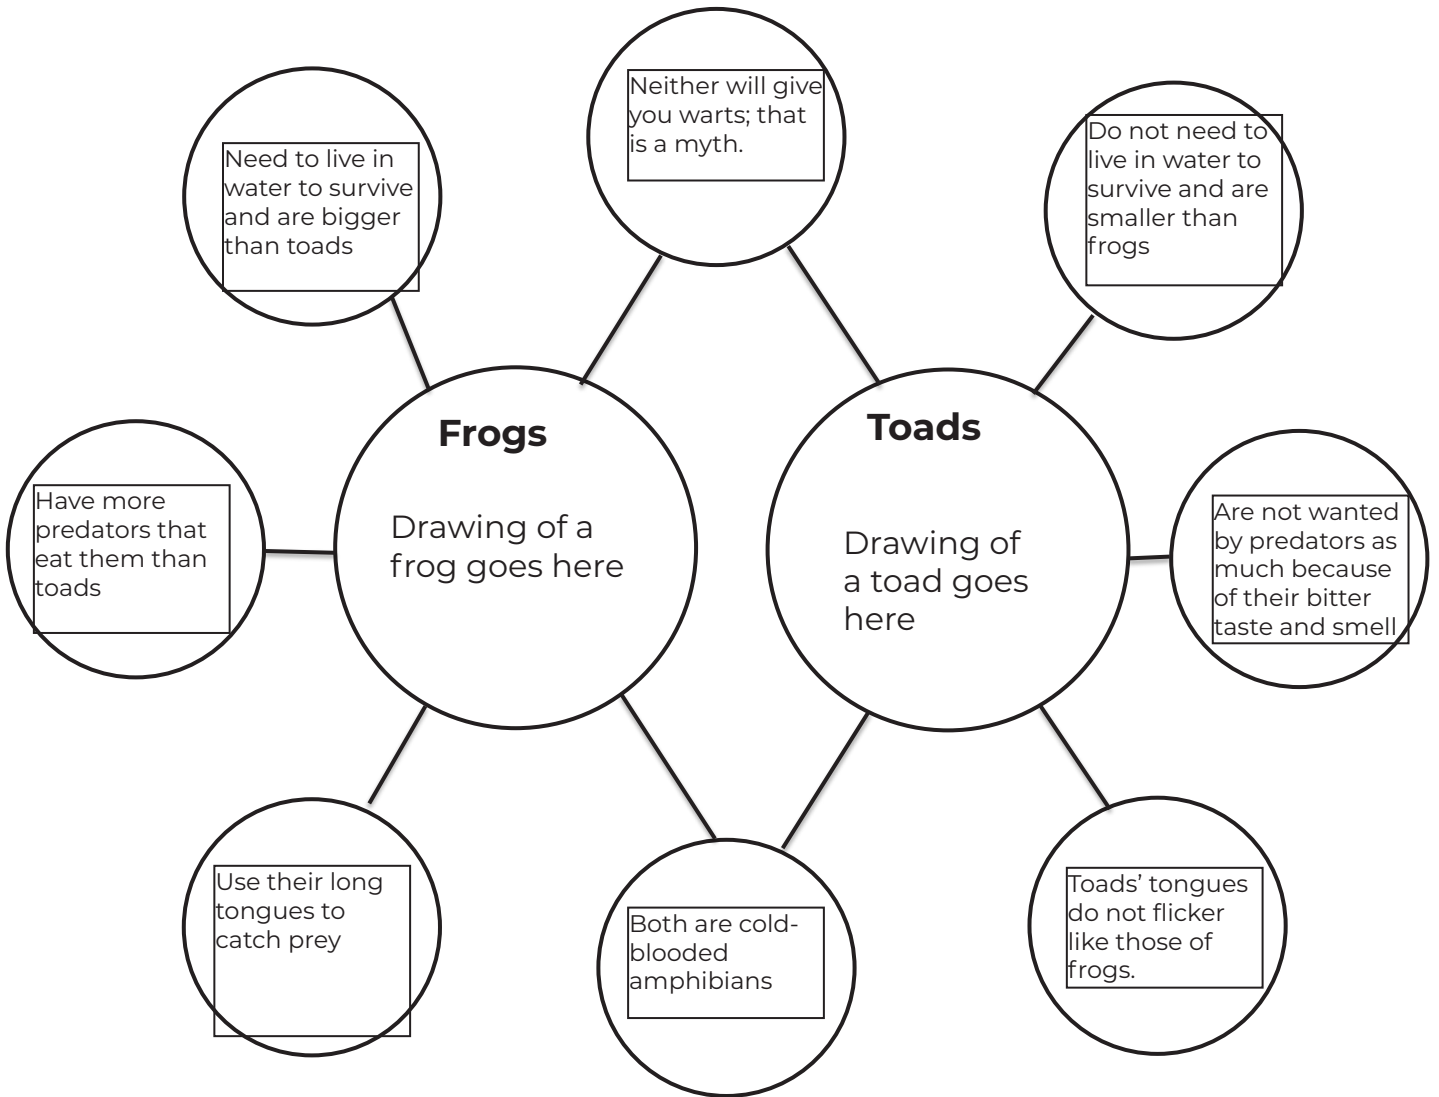 Neither will give
you warts; that
is a myth.
Need to live in
water to survive
and are bigger
than toads
Do not need to
live in water to
survive and are
smaller than
frogs
Frogs
Drawing of a
frog goes here
Toads
Drawing of
a toad goes
here
Have more
predators that
eat them than
toads
Are not wanted
by predators as
much because
of their bitter
taste and smell
Use their long
tongues to
catch prey
Both are cold-
blooded
amphibians
Toads’ tongues
do not flicker
like those of
frogs.